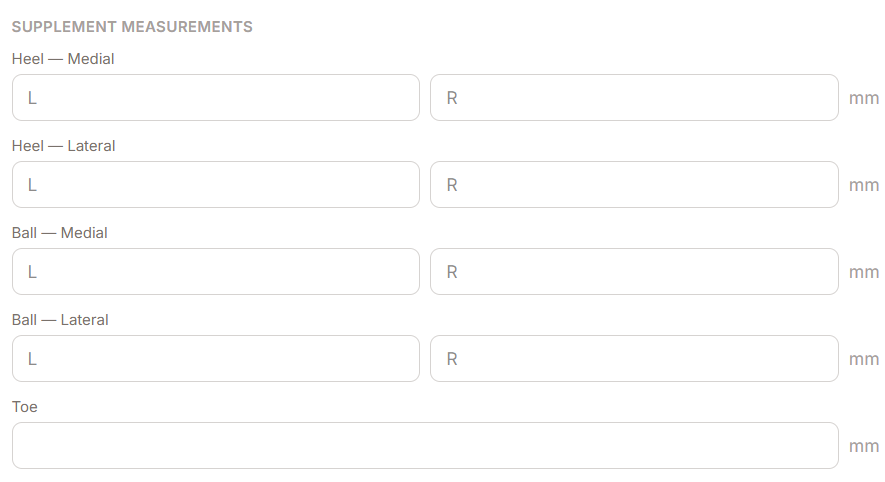 SUPPLEMENT MEASUREMENTS
Heel — Medial
L R mm
Heel — Lateral
L R mm
Ball — Medial
L R mm
Ball — Lateral
L R mm
Toe
mm